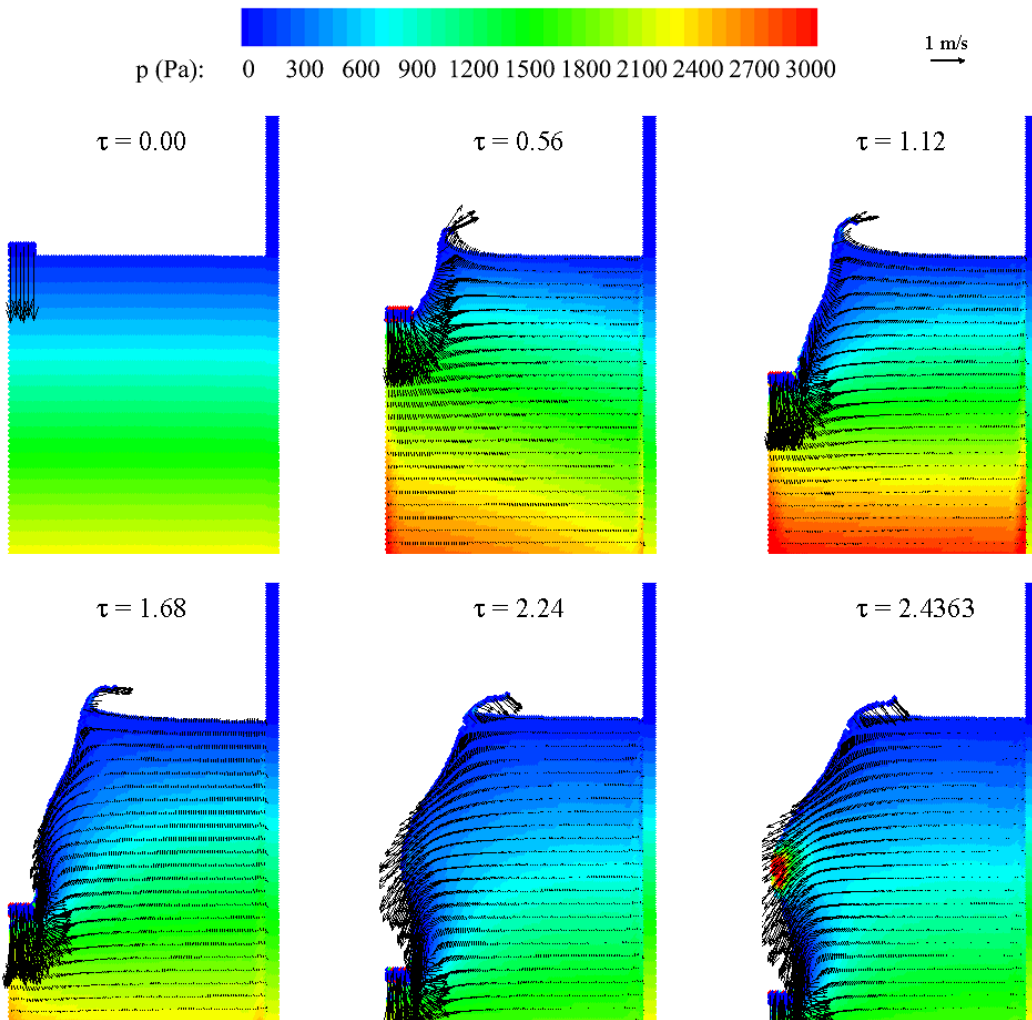 1 m/s
p (Pa): 0 300 600 900 1200 1500 1800 2100 2400 2700 3000
τ = 0.00 τ = 0.56 τ = 1.12
τ = 1.68 τ = 2.24 τ = 2.4363